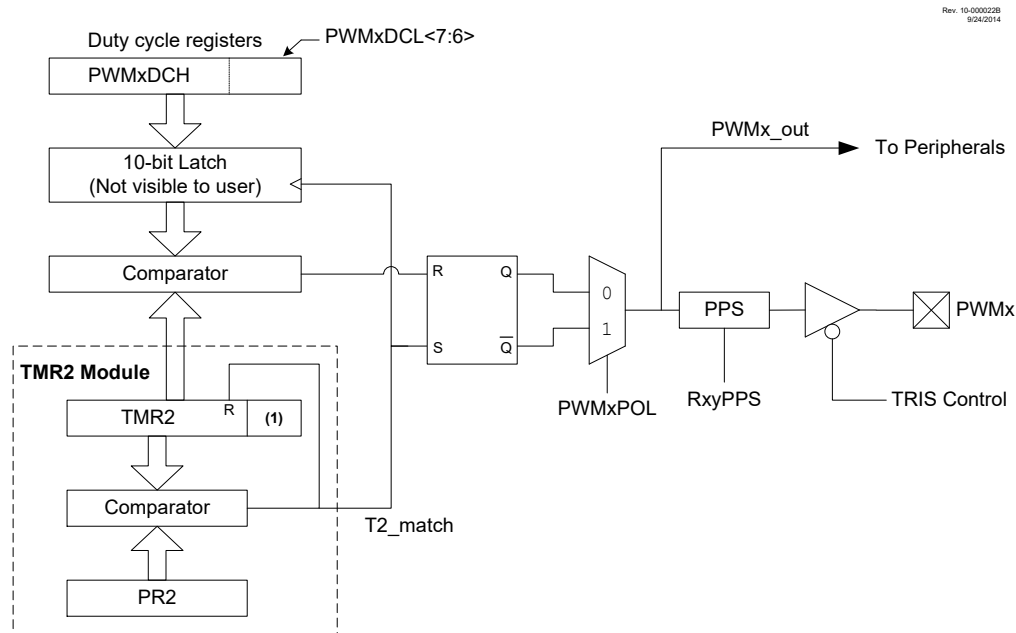 Rev. 10-000022B
9/24/2014
Duty cycle registers
PWMxDCL<7:6>
PWMxDCH
10-bit Latch
(Not visible to user)
Comparator
R
Q
S
Q
0
1
PWMx_out
To Peripherals
PPS
PWMx
PWMxPOL
RxyPPS
TRIS Control
TMR2 Module
TMR2
R
(1)
Comparator
T2_match
PR2